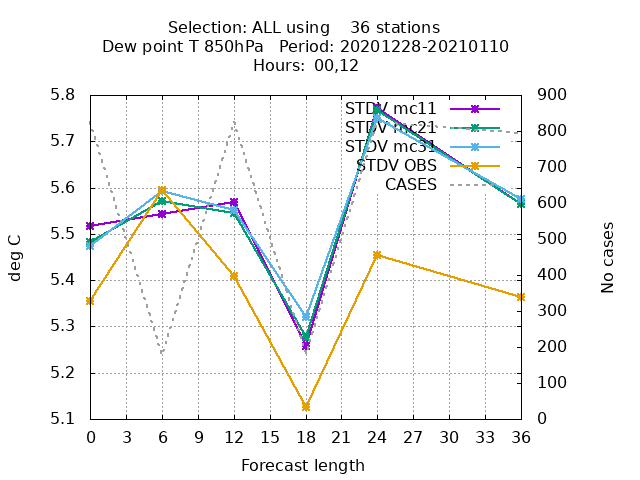 Selection: ALL using    36 stations
Dew point T 850hPa   Period: 20201228-20210110
Hours:  00,12
5.8
5.7
5.6
5.5
5.4
5.3
5.2
5.1
deg C
STDV mc11
STDV mc21
STDV mc31
STDV OBS
CASES
900
800
700
600
500
400
300
200
100
0
No cases
0 3 6 9 12 15 18 21 24 27 30 33 36
Forecast length